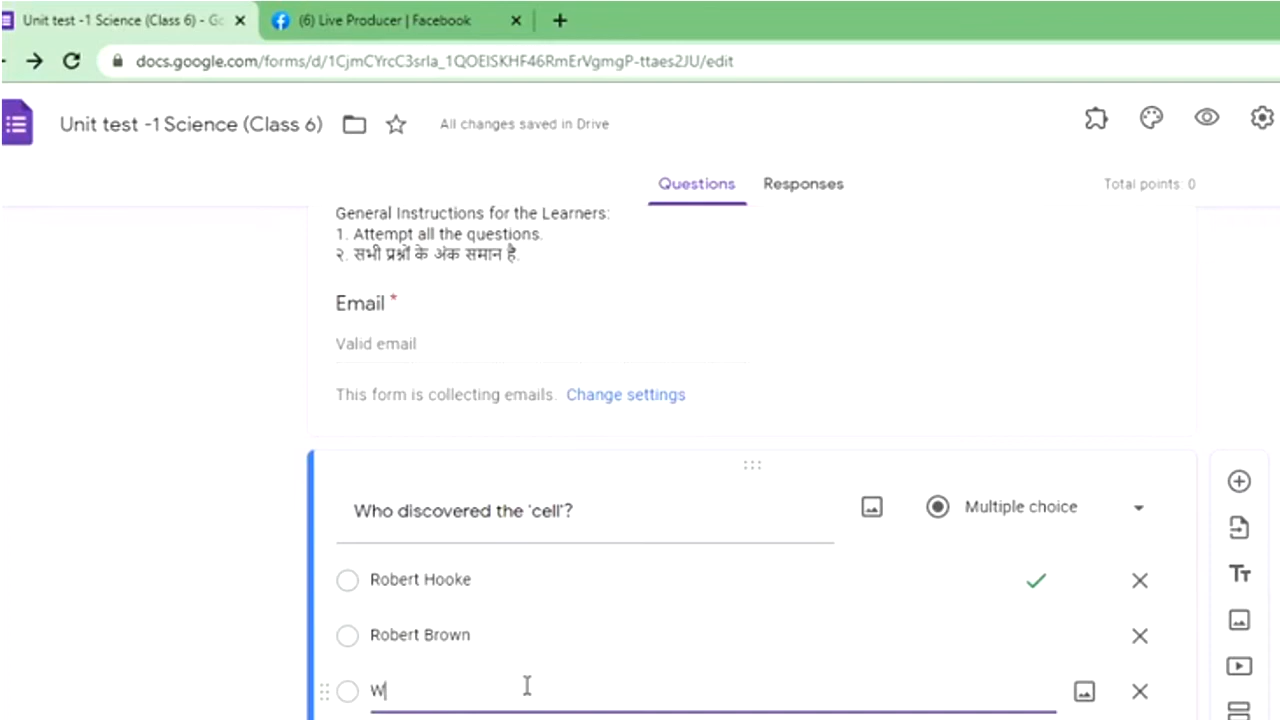 Unit test -1 Science (Class 6) - Go
(6) Live Producer | Facebook
docs.google.com/forms/d/1CjmCYrcC3srIa_1QOEISKHF46RmErVgmgP-ttaes2JU/edit
Unit test -1 Science (Class 6)
All changes saved in Drive
Questions
Responses
Total points: 0
General Instructions for the Learners:
1. Attempt all the questions.
२. सभी प्रश्नों के अंक समान है.
Email *
Valid email
This form is collecting emails. Change settings
Who discovered the 'cell'?
Multiple choice
Robert Hooke
Robert Brown
W
Tт